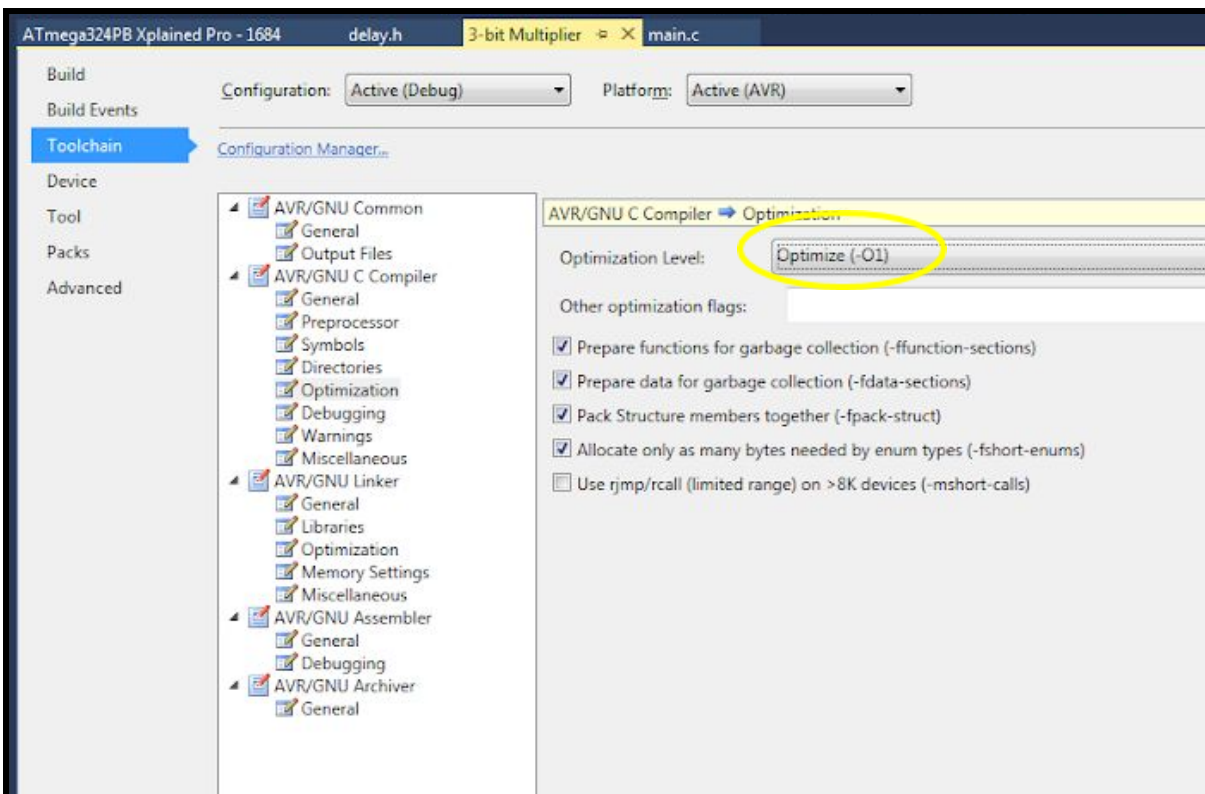 ATmega324PB Xplained Pro - 1684 delay.h 3-bit Multiplier main.c
Build
Build Events
Toolchain
Device
Tool
Packs
Advanced
Configuration: Active (Debug) Platform: Active (AVR)
Configuration Manager...
AVR/GNU Common
General
Output Files
AVR/GNU C Compiler
General
Preprocessor
Symbols
Directories
Optimization
Debugging
Warnings
Miscellaneous
AVR/GNU Linker
General
Libraries
Optimization
Memory Settings
Miscellaneous
AVR/GNU Assembler
General
Debugging
AVR/GNU Archiver
General
AVR/GNU C Compiler Optimization
Optimization Level: Optimize (-O1)
Other optimization flags:
Prepare functions for garbage collection (-ffunction-sections)
Prepare data for garbage collection (-fdata-sections)
Pack Structure members together (-fpack-struct)
Allocate only as many bytes needed by enum types (-fshort-enums)
Use rjmp/rcall (limited range) on >8K devices (-mshort-calls)